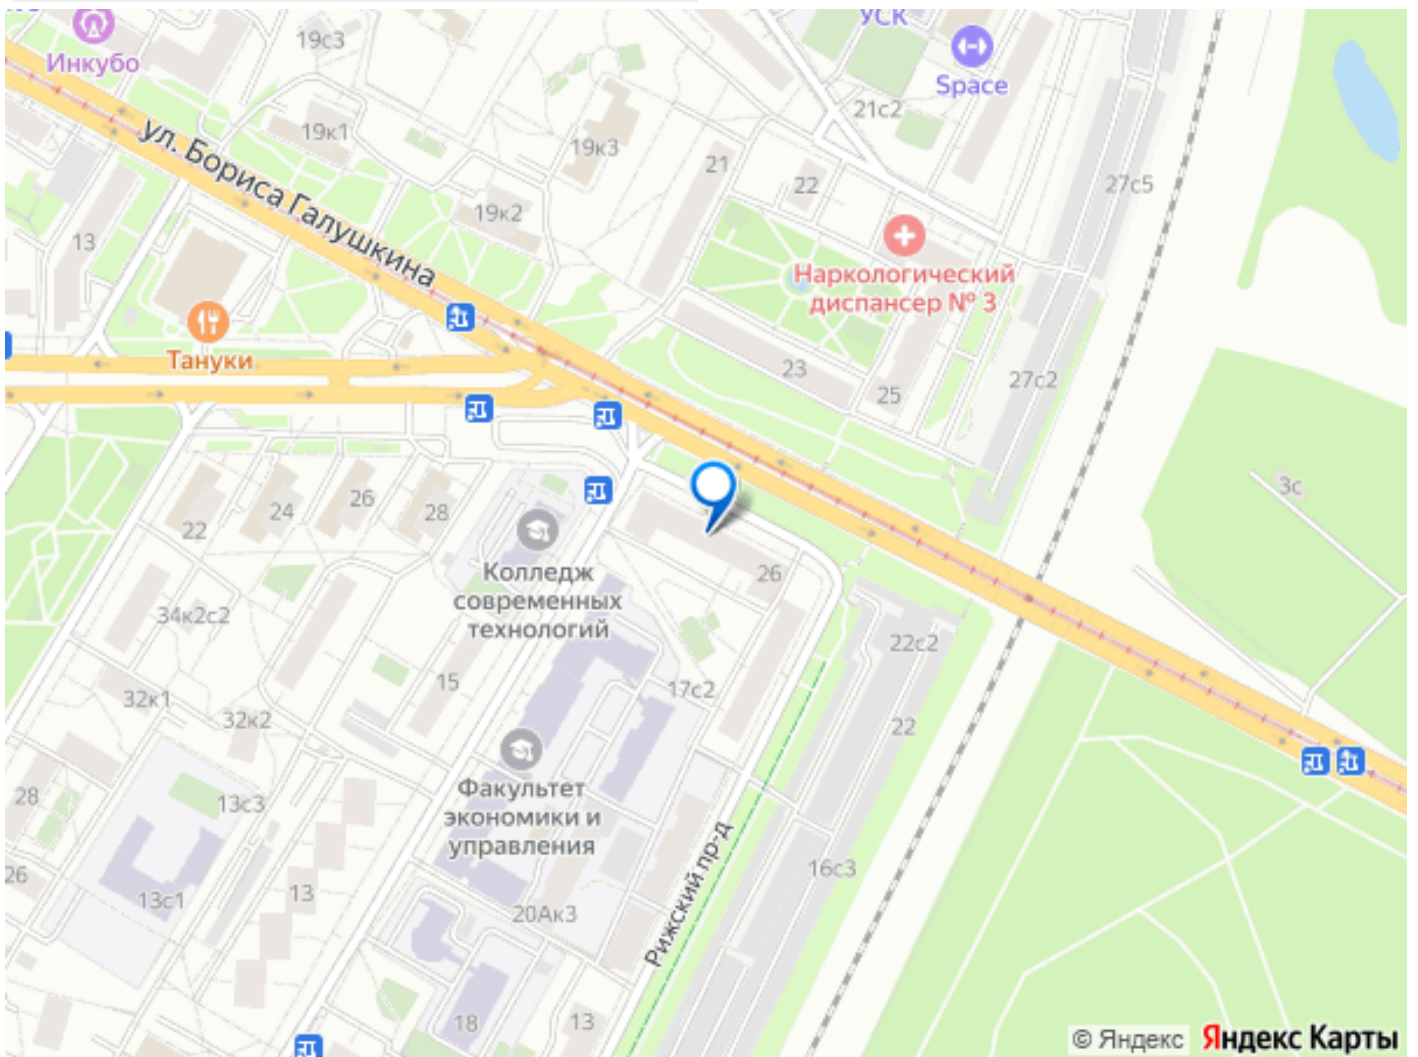 УСК
Инкубо
19с3
Space
21с2
19к1
19к3
21
22
27с5
ул. Бориса Галушкина
19к2
13
Наркологический
диспансер № 3
Тануки
23
27с2
25
3с
22
24
26
28
Колледж
современных
технологий
26
34к2с2
22с2
15
17с2
32к1
32к2
22
Факультет
экономики и
управления
28
13с3
Рижский пр-д
26
16с3
13с1
13
20Ак3
18
13
© Яндекс Яндекс Карты